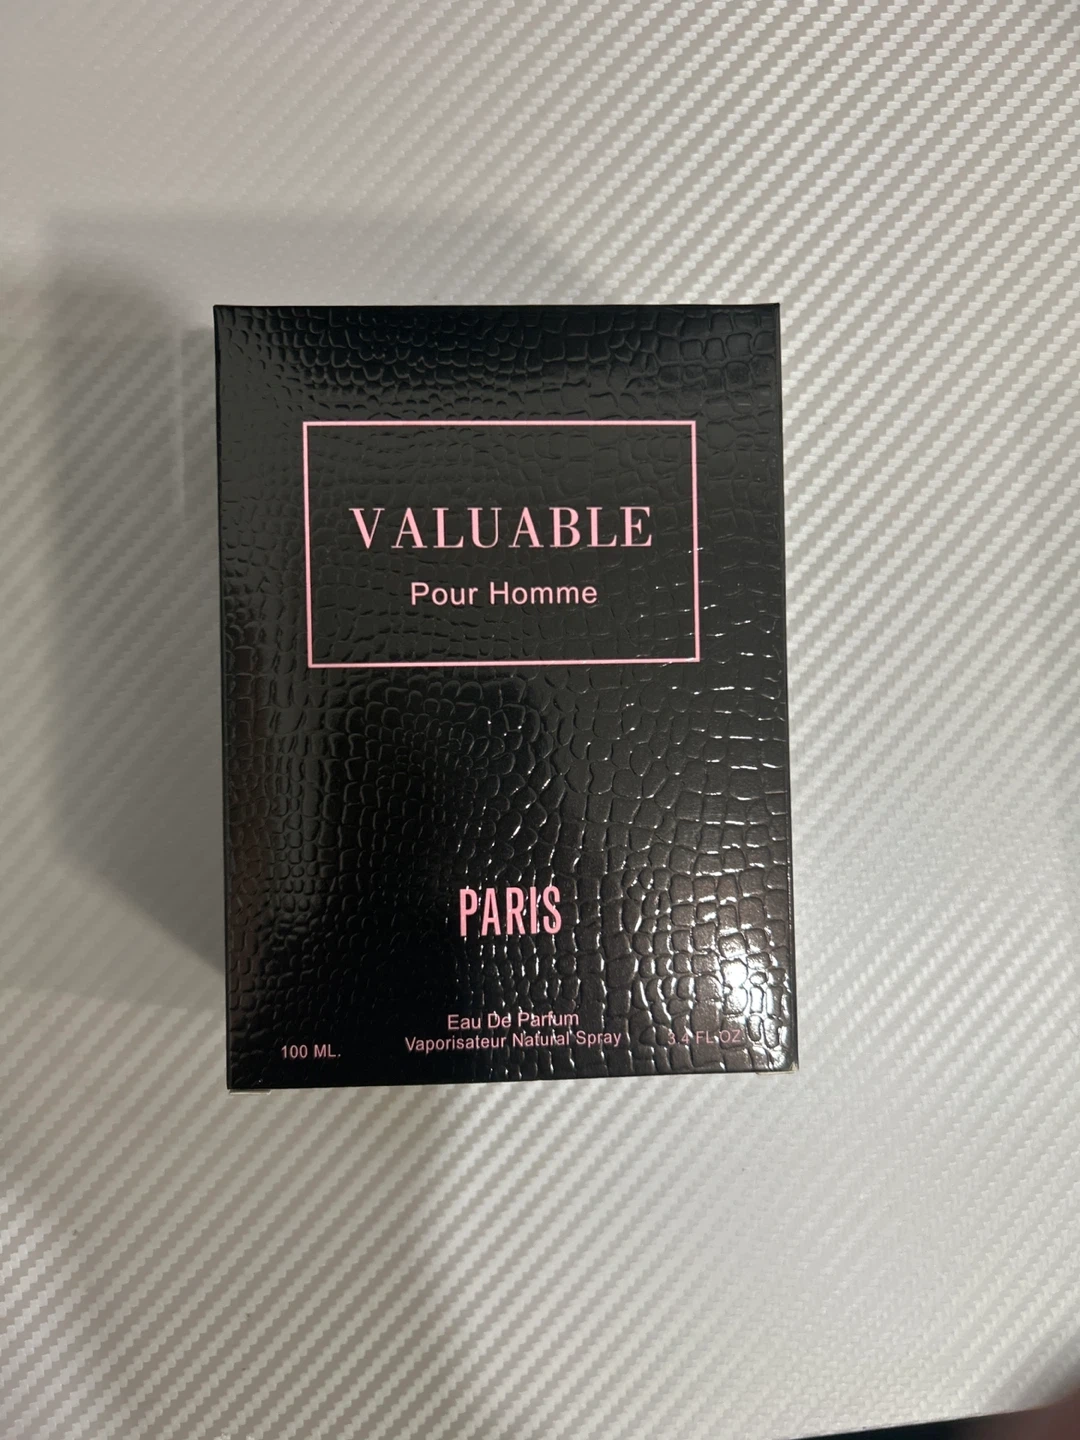 VALUABLE
Pour Homme
PARIS
Eau De Parfum
Vaporisateur Natural Spray
100 ML.
3.4 FL OZ